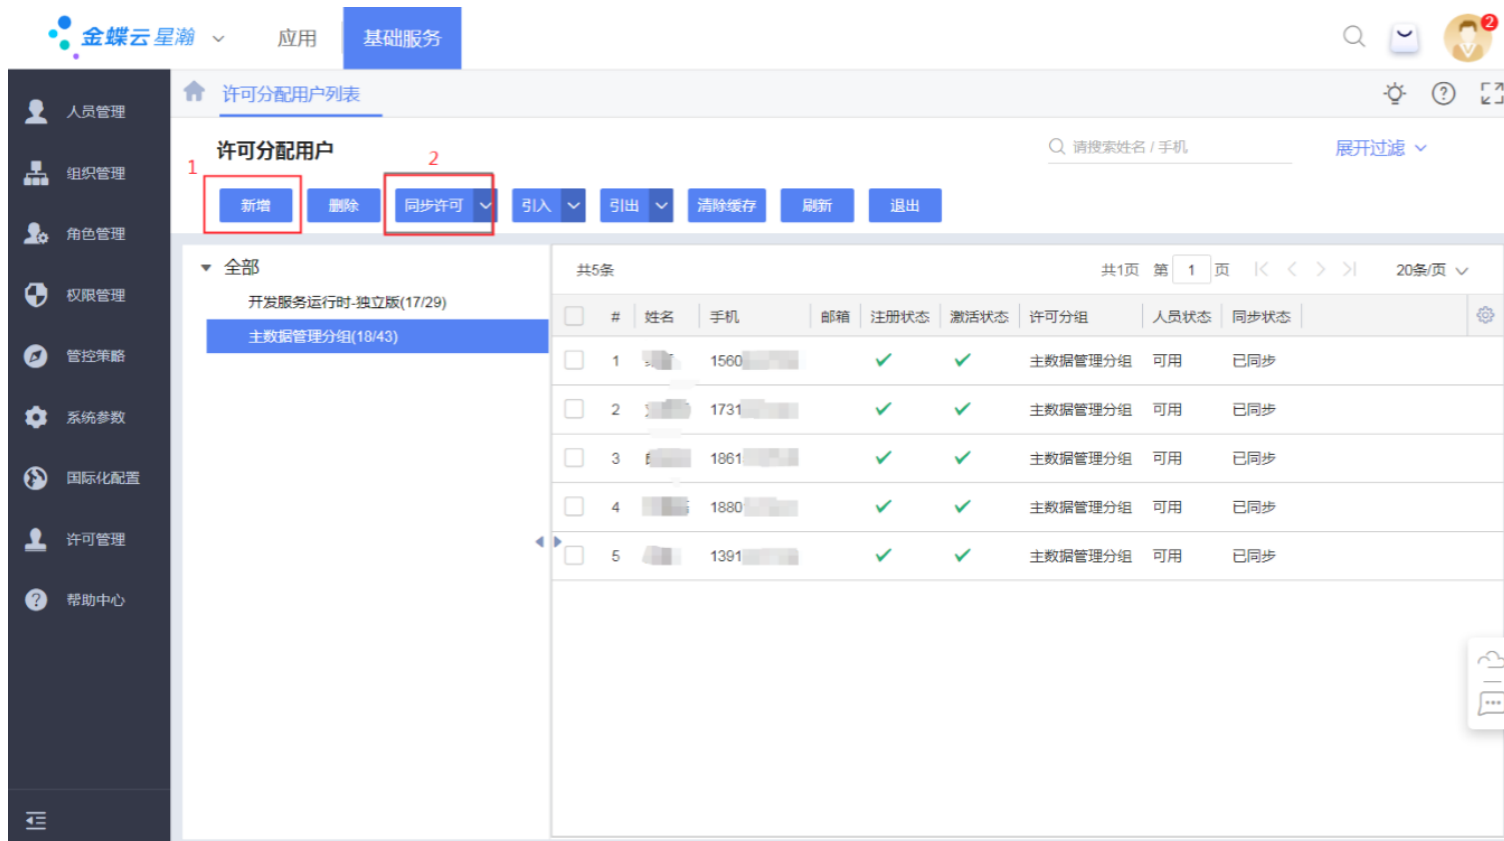 金蝶云星瀚 应用 基础服务 2
人员管理
组织管理
角色管理
权限管理
管控策略
系统参数
国际化配置
许可管理
帮助中心
许可分配用户列表
许可分配用户
请搜索姓名 / 手机 展开过滤
1 2
新增 删除 同步许可 引入 引出 清除缓存 刷新 退出
全部
开发服务运行时-独立版(17/29)
主数据管理分组(18/43)
共5条 共1页 第 1 页 20条/页
# 姓名 手机 邮箱 注册状态 激活状态 许可分组 人员状态 同步状态
1 1560 主数据管理分组 可用 已同步
2 1731 主数据管理分组 可用 已同步
3 1861 主数据管理分组 可用 已同步
4 1880 主数据管理分组 可用 已同步
5 1391 主数据管理分组 可用 已同步